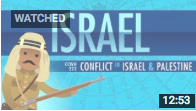 WATCHED
ISRAEL
CONFLICT IN ISRAEL & PALESTINE
12:53